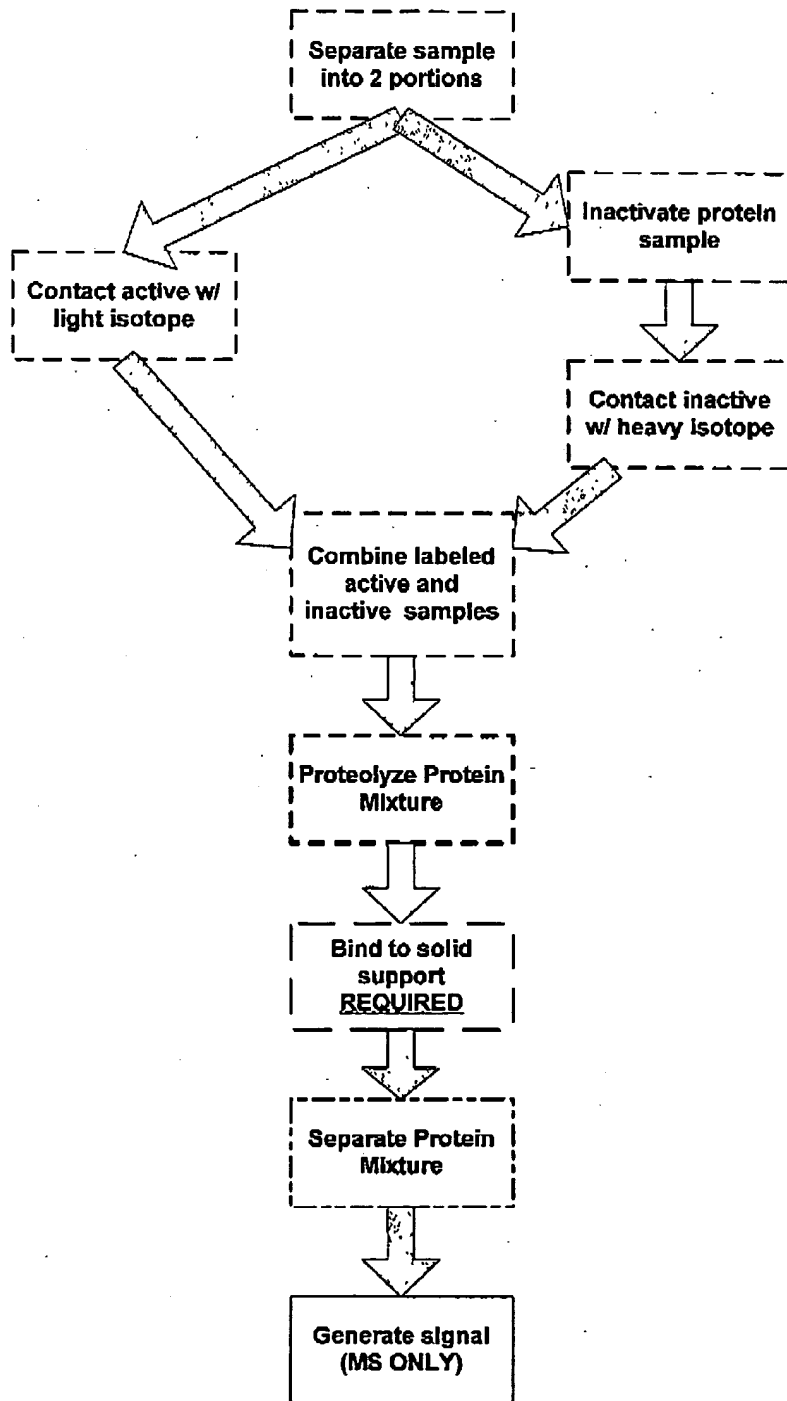 Separate sample
into 2 portions
Inactivate protein
sample
Contact active w/
light isotope
Contact inactive
w/ heavy isotope
Combine labeled
active and
inactive samples
Proteolyze Protein
Mixture
Bind to solid
support
REQUIRED
Separate Protein
Mixture
Generate signal
(MS ONLY)